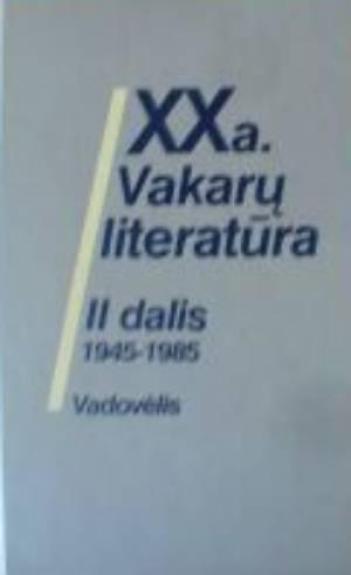 XXa.
Vakarų
literatūra
II dalis
1945-1985
Vadovėlis